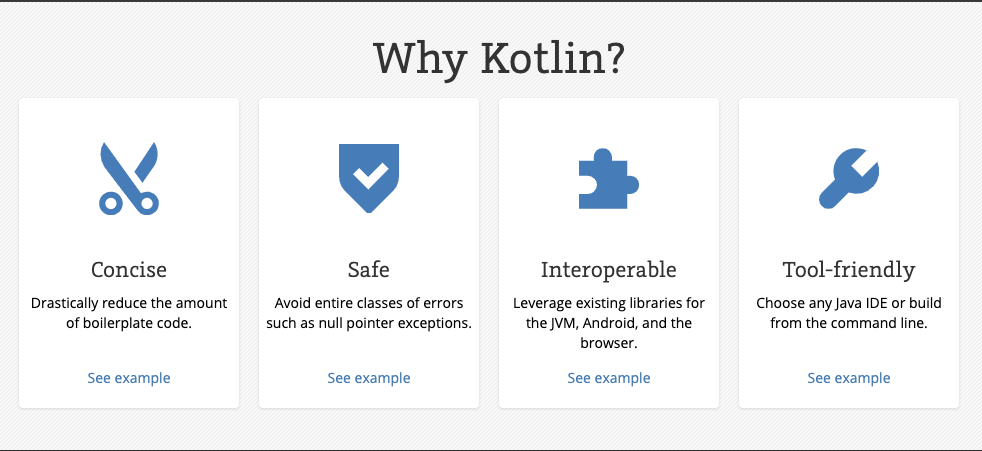 Why Kotlin?
Concise
Drastically reduce the amount
of boilerplate code.
See example
Safe
Avoid entire classes of errors
such as null pointer exceptions.
See example
Interoperable
Leverage existing libraries for
the JVM, Android, and the
browser.
See example
Tool-friendly
Choose any Java IDE or build
from the command line.
See example